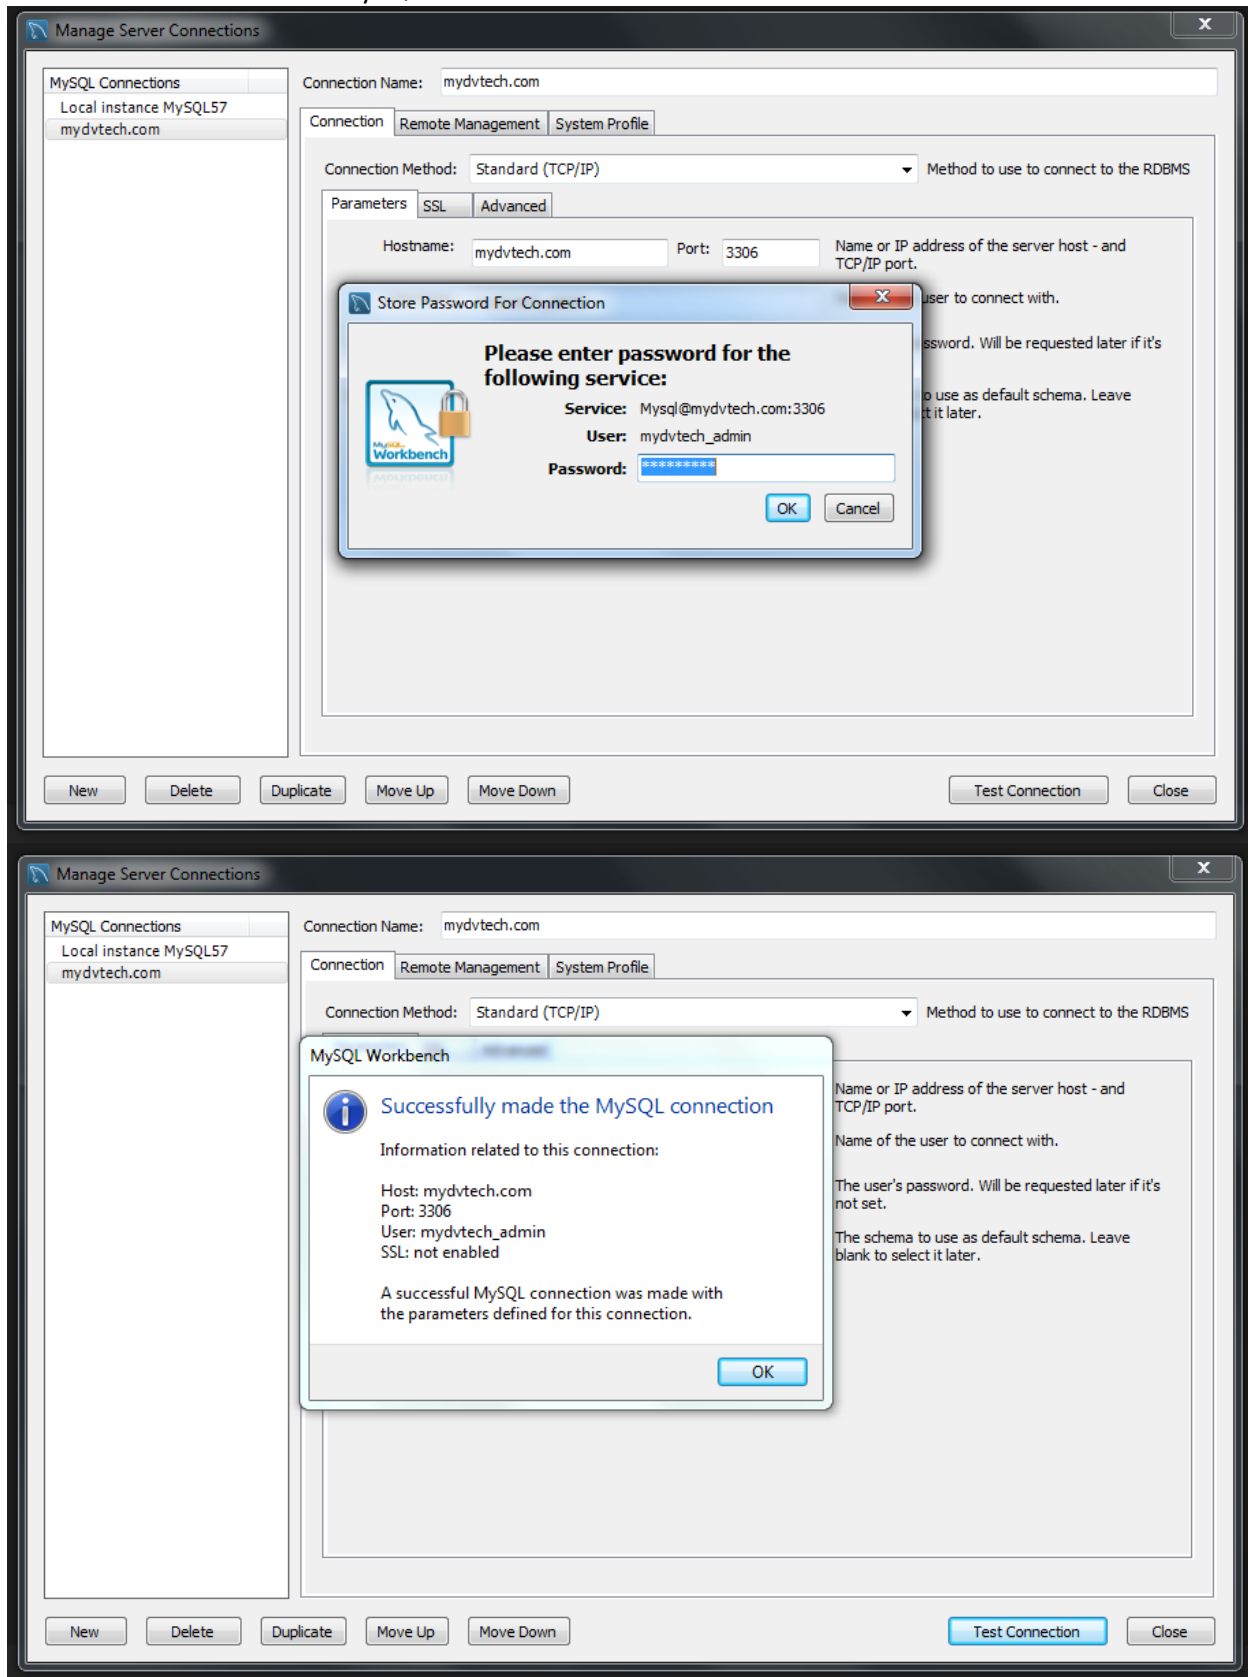 Manage Server Connections
x
MySQL Connections
Local instance MySQL57
mydvtech.com
Connection Name: mydvtech.com
Connection Remote Management System Profile
Connection Method: Standard (TCP/IP) Method to use to connect to the RDBMS
Parameters SSL Advanced
Hostname: mydvtech.com Port: 3306 Name or IP address of the server host - and
TCP/IP port.
user to connect with.
Store Password For Connection
x
Please enter password for the
following service:
Service: Mysql@mydvtech.com:3306
User: mydvtech_admin
Password: *********
OK Cancel
MySQL
Workbench
Will be requested later if it's
to use as default schema. Leave
it later.
New Delete Duplicate Move Up Move Down Test Connection Close
Manage Server Connections
x
MySQL Connections
Local instance MySQL57
mydvtech.com
Connection Name: mydvtech.com
Connection Remote Management System Profile
Connection Method: Standard (TCP/IP) Method to use to connect to the RDBMS
MySQL Workbench
Successfully made the MySQL connection
Information related to this connection:
Host: mydvtech.com
Port: 3306
User: mydvtech_admin
SSL: not enabled
A successful MySQL connection was made with
the parameters defined for this connection.
OK
Name or IP address of the server host - and
TCP/IP port.
Name of the user to connect with.
The user's password. Will be requested later if it's
not set.
The schema to use as default schema. Leave
blank to select it later.
New Delete Duplicate Move Up Move Down Test Connection Close